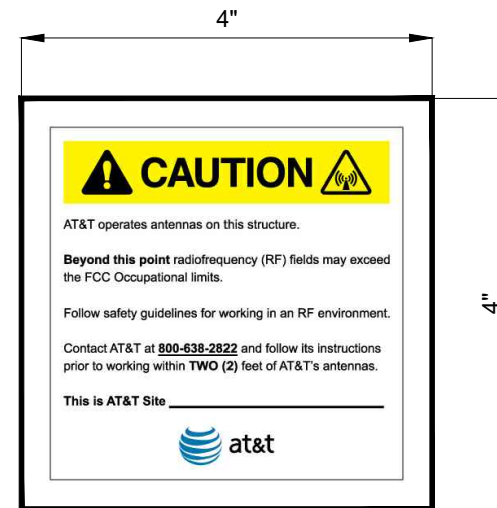 4"
CAUTION
AT&T operates antennas on this structure.
Beyond this point radiofrequency (RF) fields may exceed
the FCC Occupational limits.
Follow safety guidelines for working in an RF environment.
Contact AT&T at 800-638-2822 and follow its instructions
prior to working within TWO (2) feet of AT&T's antennas.
This is AT&T Site
at&t
4"